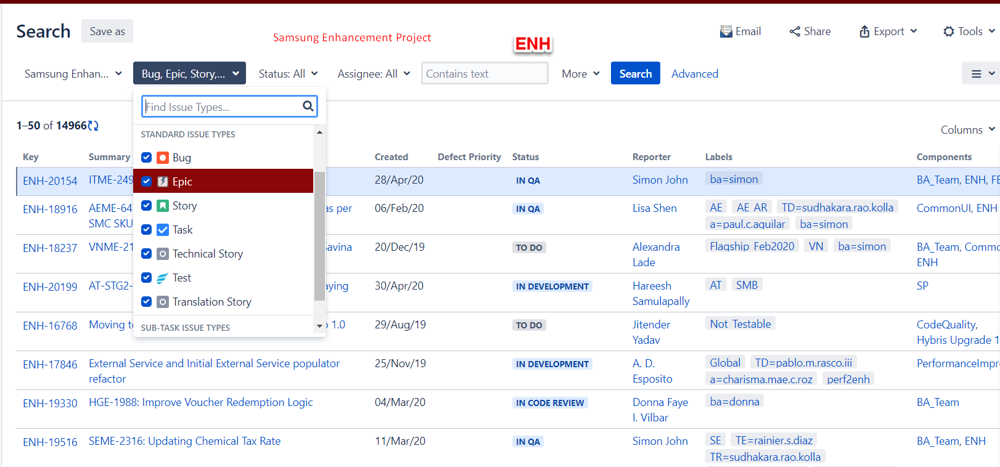 Search
Save as
Samsung Enhancement Project
ENH
Email
Share
Export
Tools
Samsung Enhan...
Bug, Epic, Story,...
Status: All
Assignee: All
Contains text
More
Search
Advanced
Find Issue Types...
STANDARD ISSUE TYPES
Bug
Epic
Story
Task
Technical Story
Test
Translation Story
SUB-TASK ISSUE TYPES
1–50 of 14966
Columns
Key Summary Created Defect Priority Status Reporter Labels Components
ENH-20154 ITME-249 28/Apr/20 IN QA Simon John ba=simon BA_Team, ENH, FE
ENH-18916 AEME-64 as per 06/Feb/20 IN QA Lisa Shen AE AE_AR TD=sudhakara.rao.kolla CommonUI, ENH
SMC SKU a=paul.c.aguilar ba=simon
ENH-18237 VNME-21 Savina 20/Dec/19 TO DO Alexandra Flagship_Feb2020 VN ba=simon BA_Team, Commo
Lade ENH
ENH-20199 AT-STG2- aying 30/Apr/20 IN DEVELOPMENT Hareesh AT SMB SP
Samulapally
ENH-16768 Moving t 1.0 29/Aug/19 TO DO Jitender Not_Testable CodeQuality,
Yadav Hybris Upgrade 1
ENH-17846 External Service and Initial External Service populator 25/Nov/19 IN DEVELOPMENT A. D. Global TD=pablo.m.rasco.iii PerformanceImpro
refactor Esposito a=charisma.mae.c.roz perf2enh
ENH-19330 HGE-1988: Improve Voucher Redemption Logic 04/Mar/20 IN CODE REVIEW Donna Faye ba=donna BA_Team
I. Vilbar
ENH-19516 SEME-2316: Updating Chemical Tax Rate 11/Mar/20 IN QA Simon John SE TE=rainier.s.diaz BA_Team, ENH
TR=sudhakara.rao.kolla